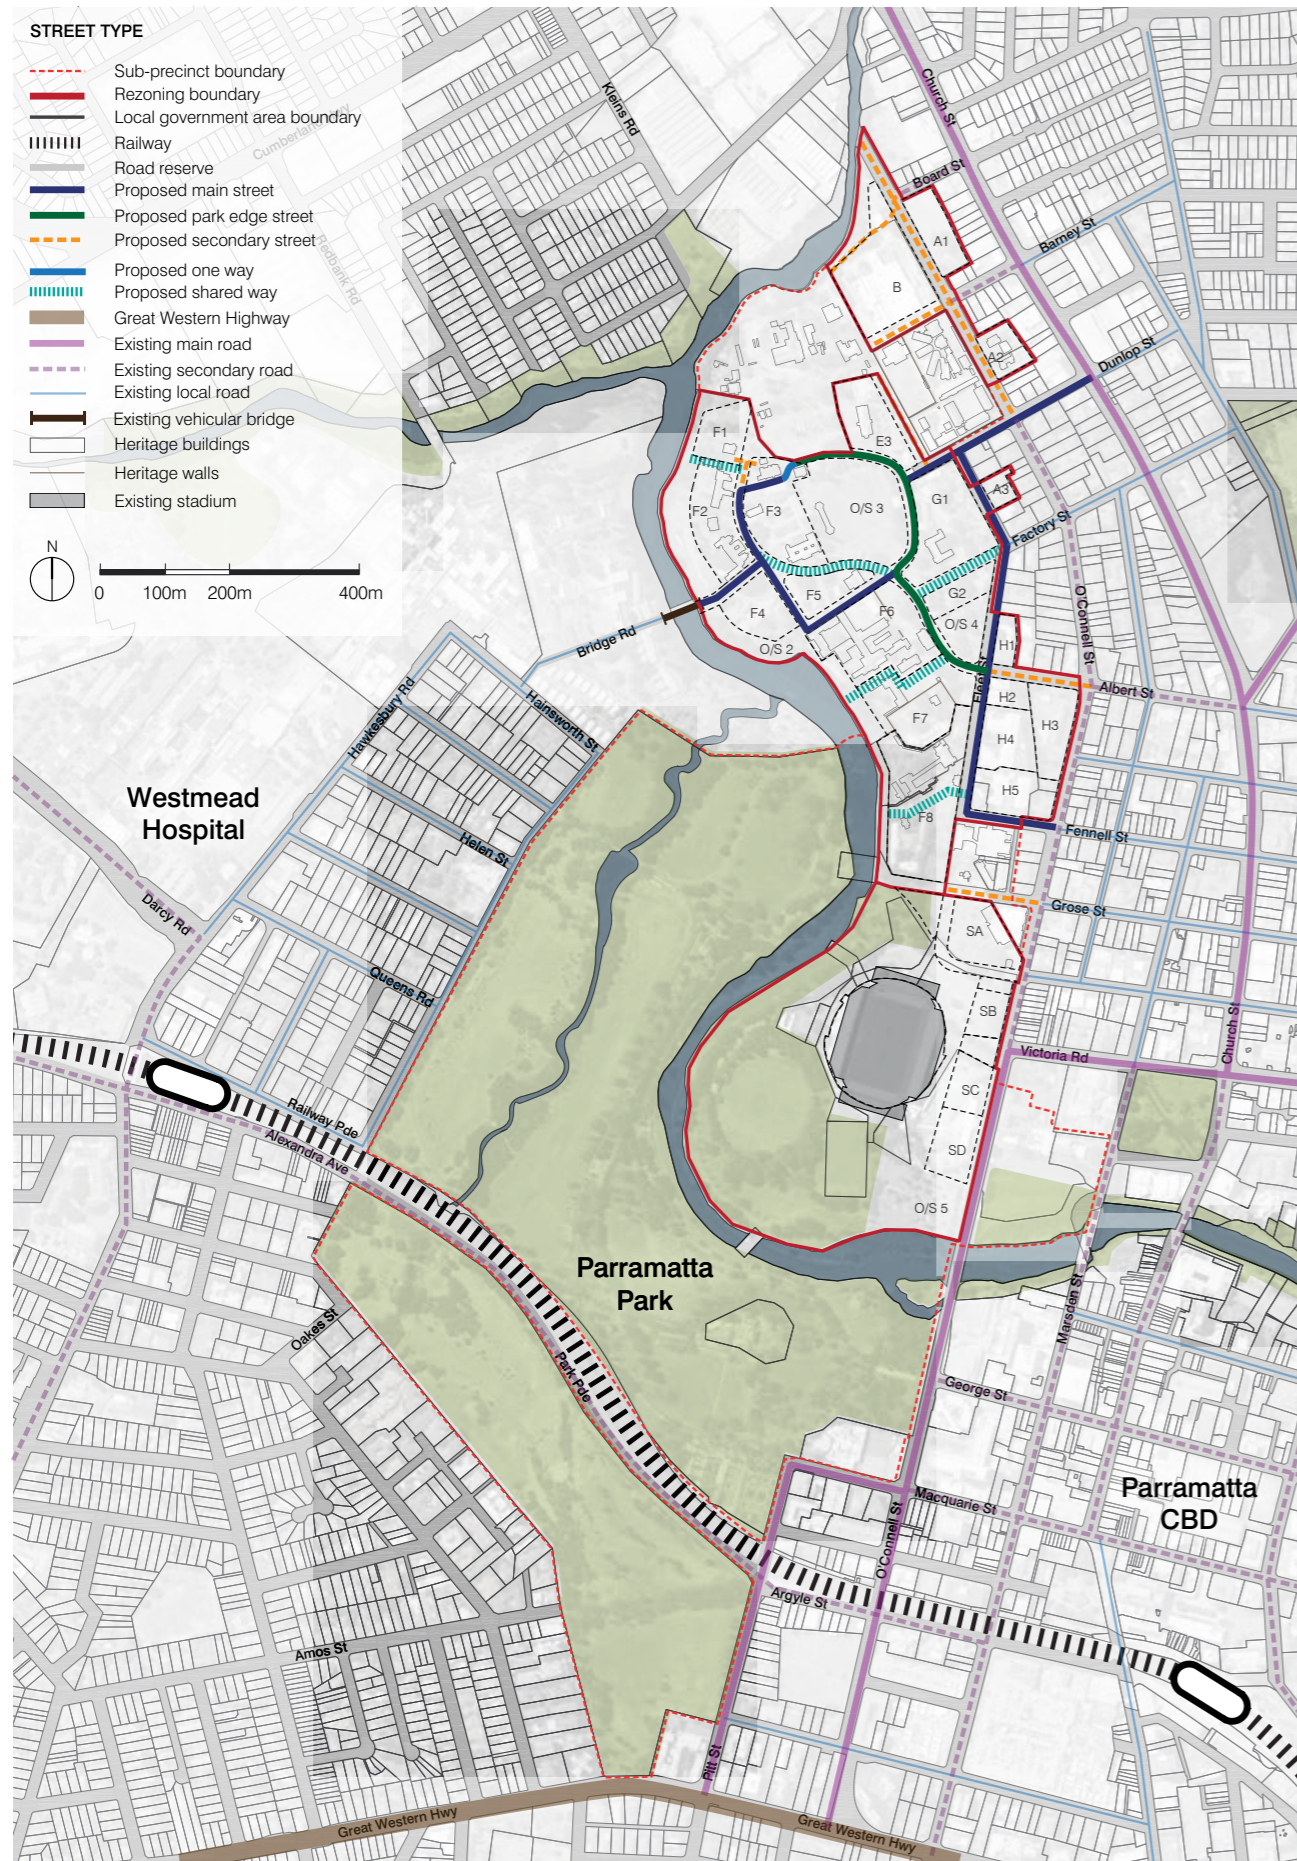 STREET TYPE
Sub-precinct boundary
Rezoning boundary
Local government area boundary
Railway
Road reserve
Proposed main street
Proposed park edge street
Proposed secondary street
Proposed one way
Proposed shared way
Great Western Highway
Existing main road
Existing secondary road
Existing local road
Existing vehicular bridge
Heritage buildings
Heritage walls
Existing stadium
N
0 100m 200m 400m
Redbank Rd
Kleins Rd
Church St
Board St
A1
Barney St
B
A2
Dunlop St
F1
E3
G1
A3
F2
F3
O/S 3
Factory St
F5
G2
F4
F6
O/S 4
O'Connell St
Bridge Rd
O/S 2
H1
Fleet St
H2
Albert St
Hawkesbury Rd
Hainsworth St
F7
H3
H4
H5
Westmead
Hospital
Helen St
F8
Fennell St
Darcy Rd
Grose St
SA
Queens Rd
SB
Church St
Victoria Rd
Railway Pde
SC
Alexandra Ave
SD
O/S 5
Parramatta
Park
Marsden St
Oakes St
Park Pde
George St
Macquarie St
Parramatta
CBD
O'Connell St
Argyle St
Amos St
Pitt St
Great Western Hwy
Great Western Hwy